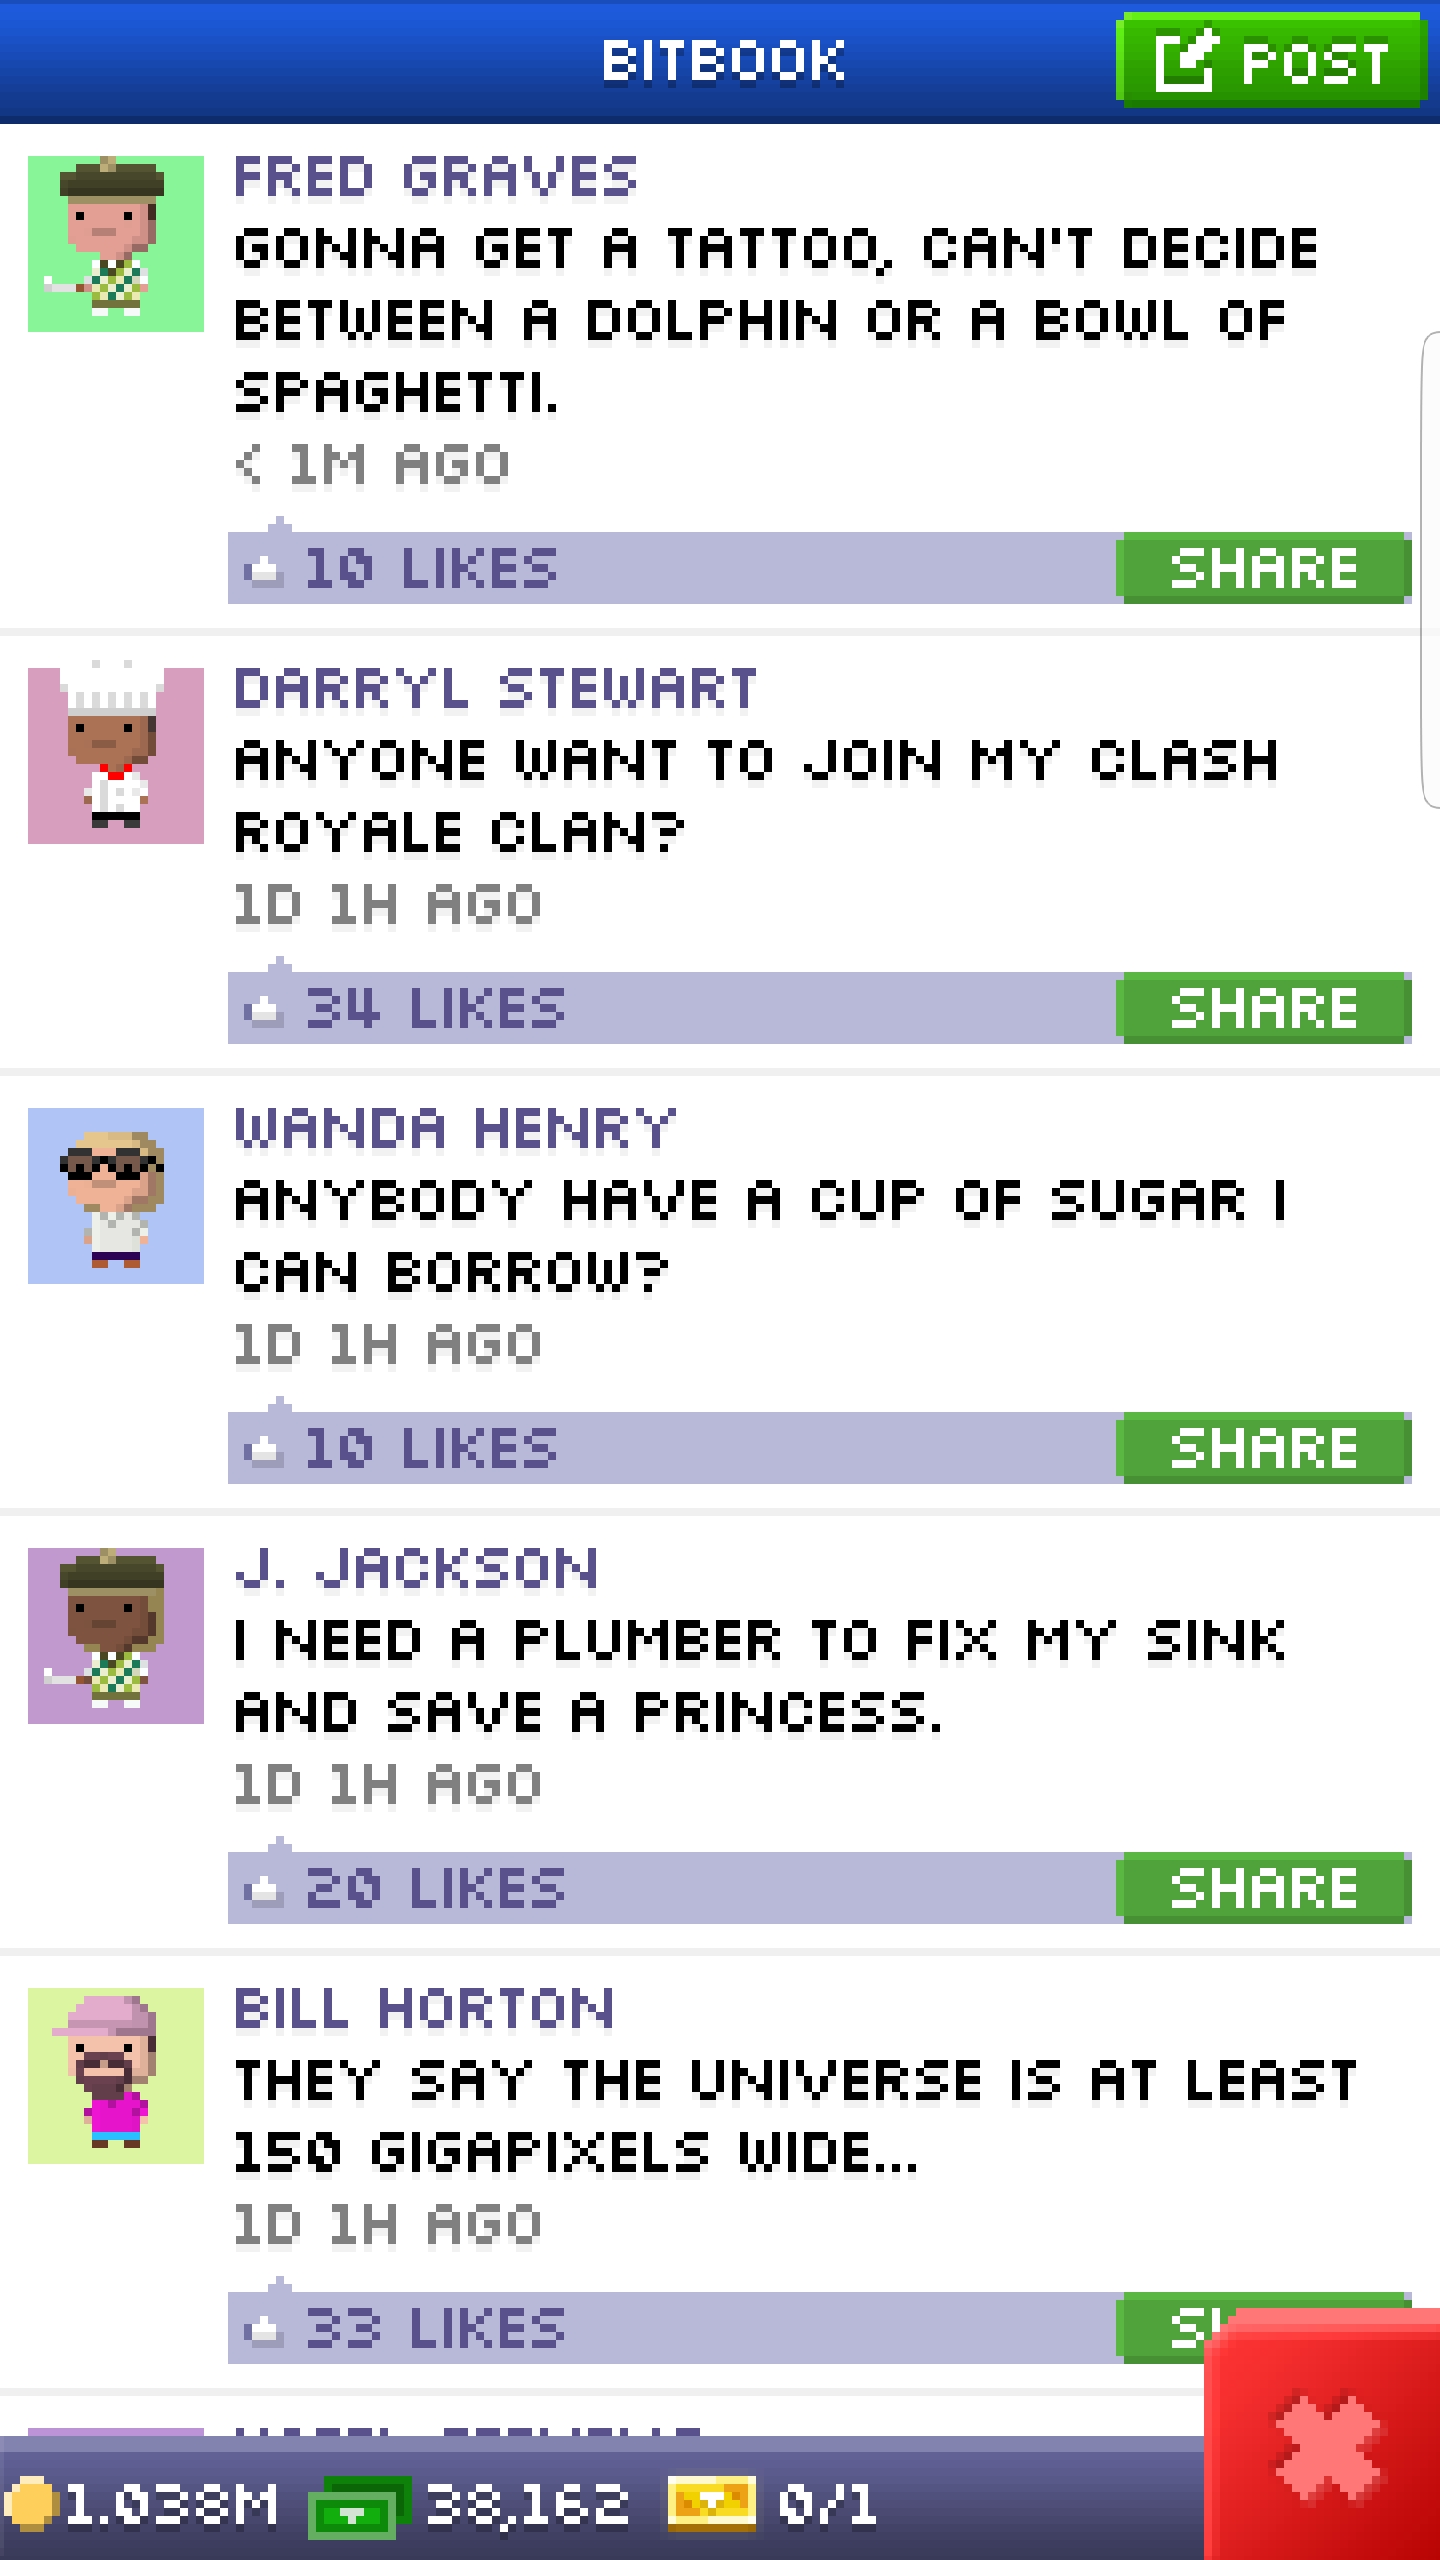 BITBOOK
POST
FRED GRAVES
GONNA GET A TATTOO, CAN'T DECIDE
BETWEEN A DOLPHIN OR A BOWL OF
SPAGHETTI.
< 1M AGO
10 LIKES
SHARE
DARRYL STEWART
ANYONE WANT TO JOIN MY CLASH
ROYALE CLAN?
1D 1H AGO
34 LIKES
SHARE
WANDA HENRY
ANYBODY HAVE A CUP OF SUGAR I
CAN BORROW?
1D 1H AGO
10 LIKES
SHARE
J. JACKSON
I NEED A PLUMBER TO FIX MY SINK
AND SAVE A PRINCESS.
1D 1H AGO
20 LIKES
SHARE
BILL HORTON
THEY SAY THE UNIVERSE IS AT LEAST
150 GIGAPIXELS WIDE...
1D 1H AGO
33 LIKES
1.038M
38,162
0/1